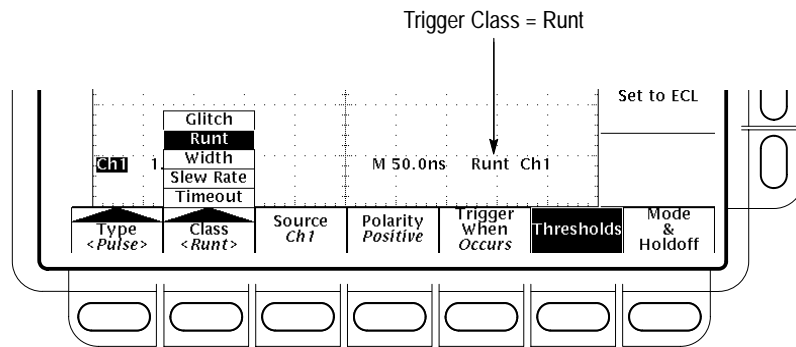 Trigger Class = Runt
Set to ECL
Glitch
Runt
Width
Slew Rate
Timeout
Ch1 1. M 50.0ns Runt Ch1
Type
<Pulse>
Class
<Runt>
Source
Ch1
Polarity
Positive
Trigger
When
Occurs
Thresholds
Mode
&
Holdoff